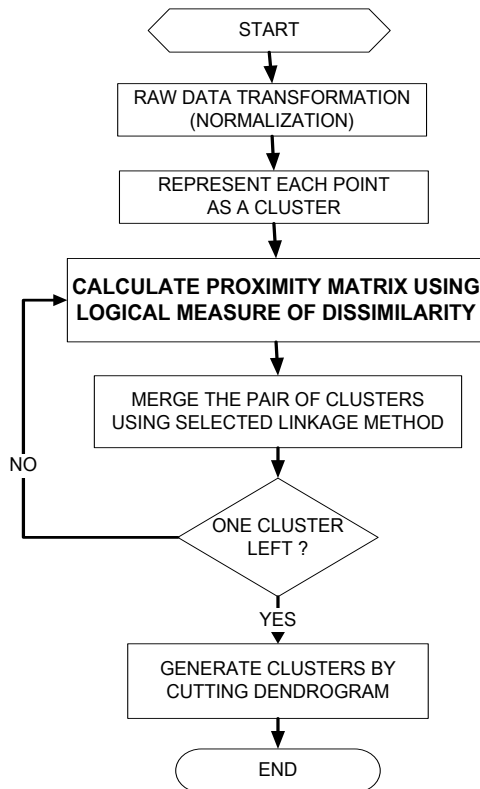 START
RAW DATA TRANSFORMATION
(NORMALIZATION)
REPRESENT EACH POINT
AS A CLUSTER
CALCULATE PROXIMITY MATRIX USING
LOGICAL MEASURE OF DISSIMILARITY
MERGE THE PAIR OF CLUSTERS
USING SELECTED LINKAGE METHOD
NO
ONE CLUSTER
LEFT ?
YES
GENERATE CLUSTERS BY
CUTTING DENDROGRAM
END